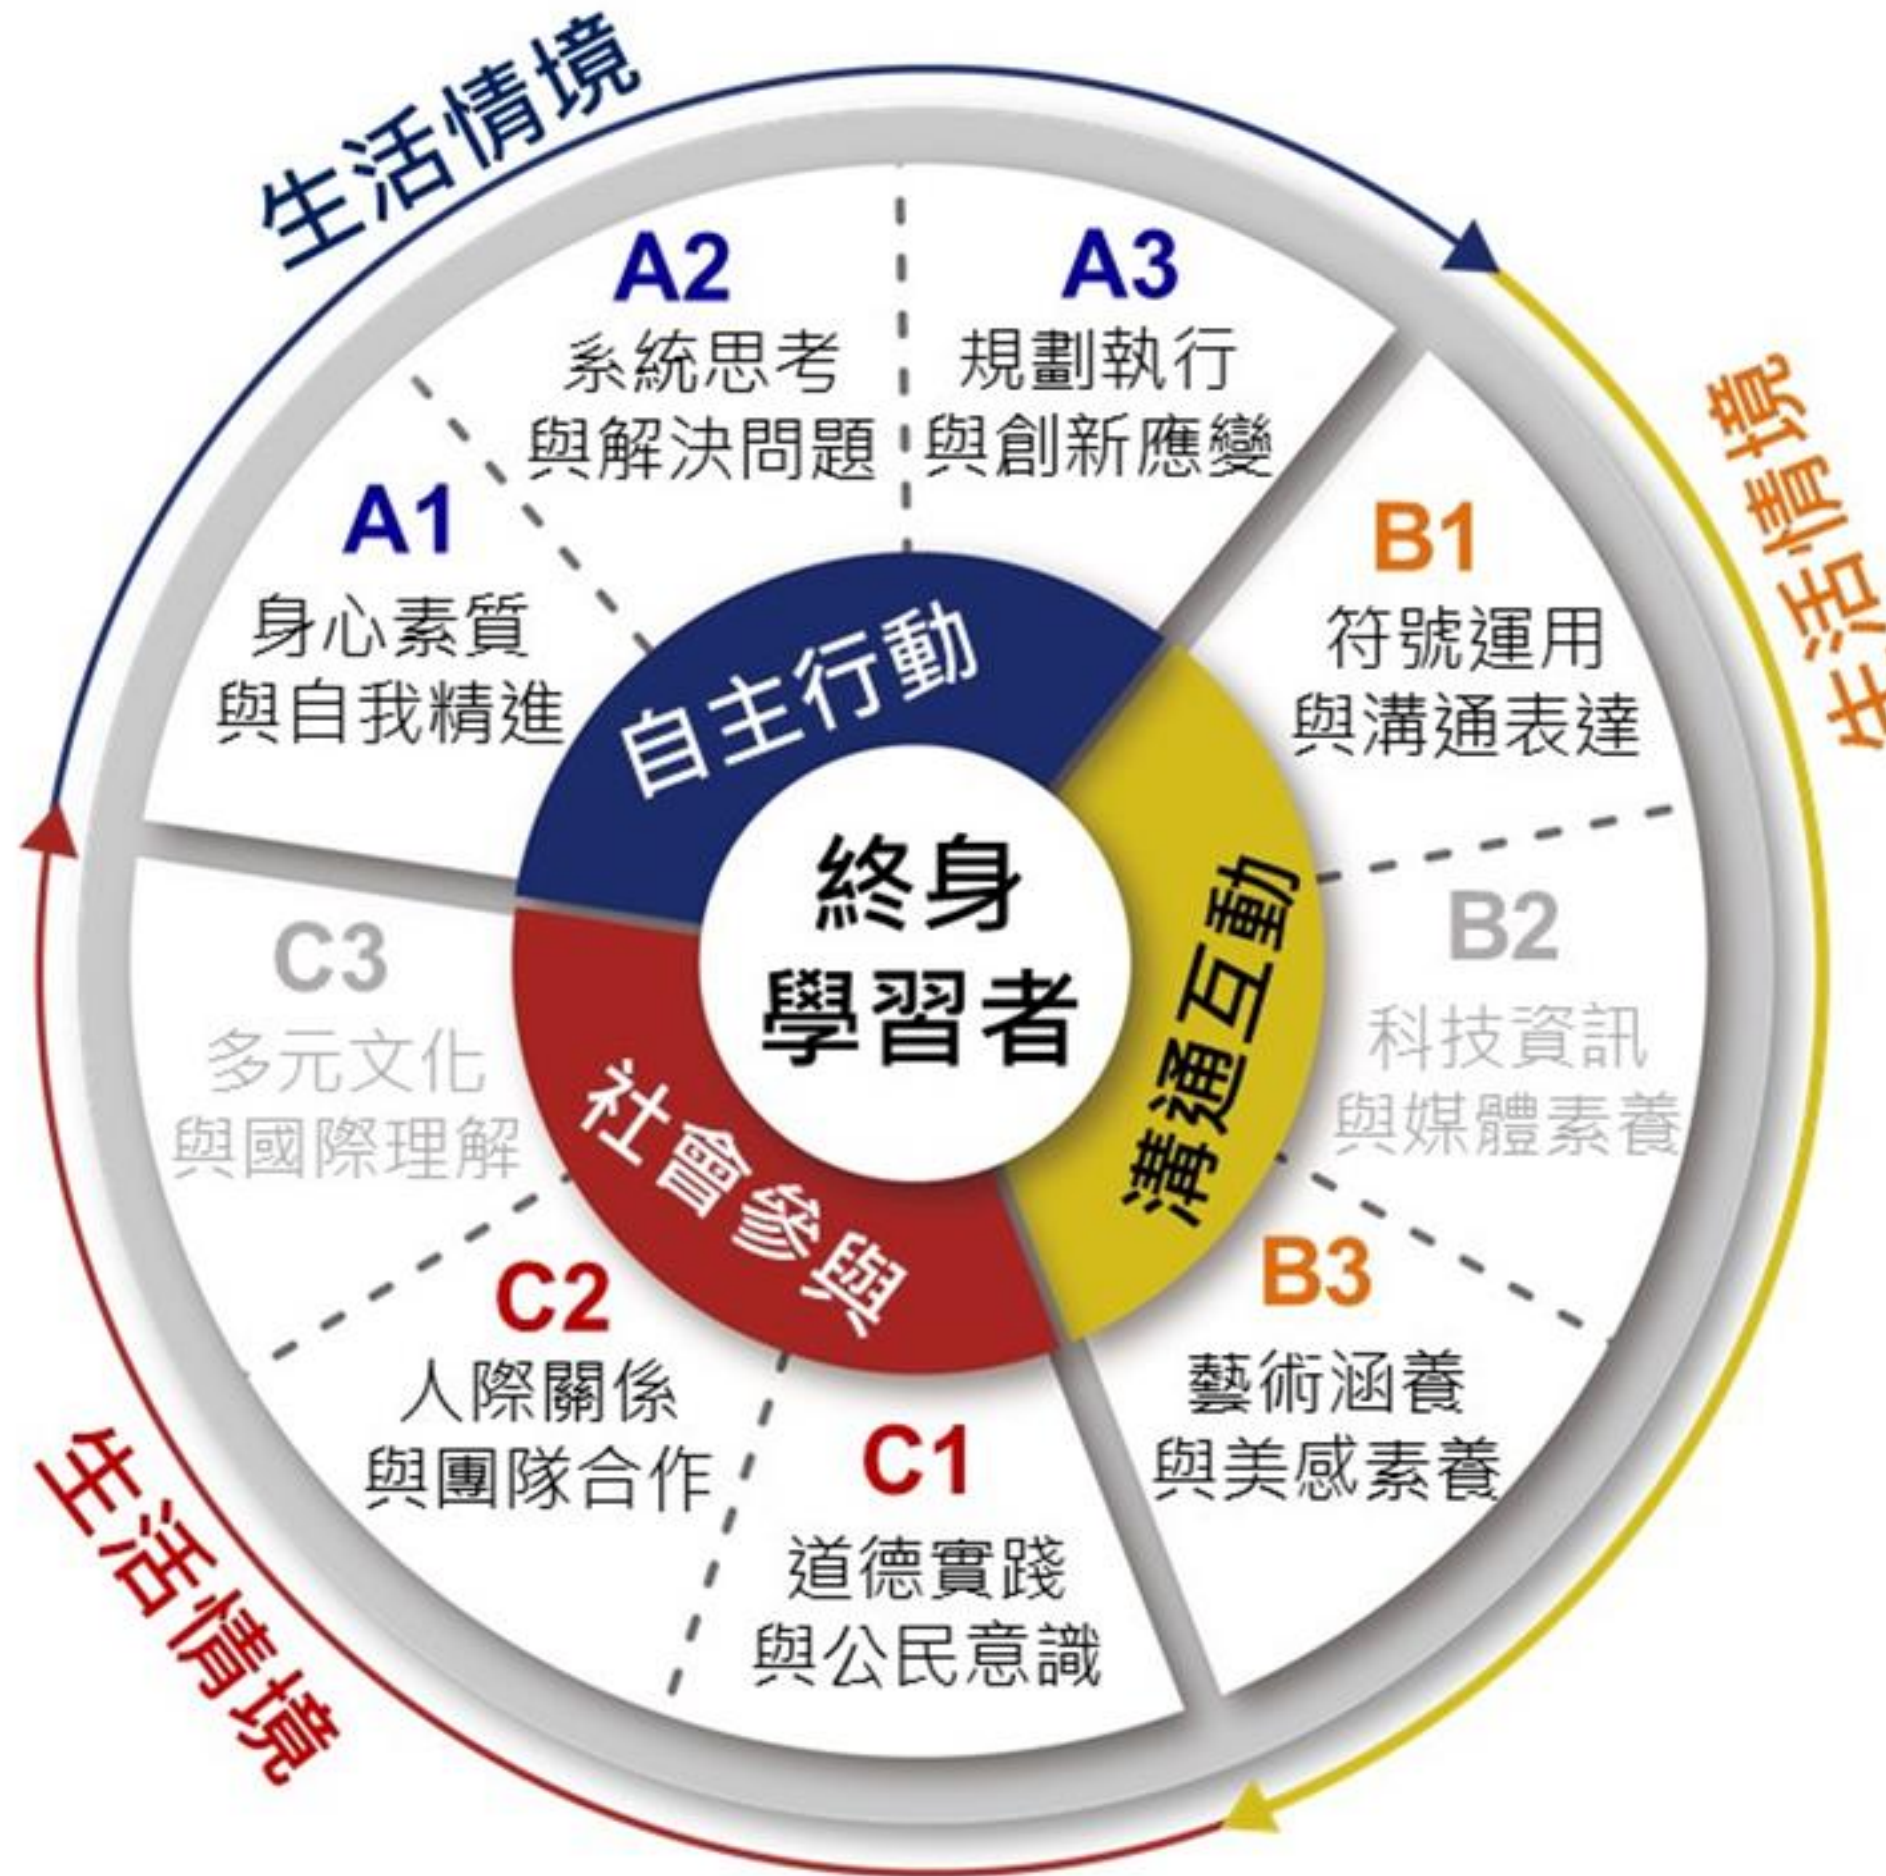 生活情境
A1
身心素質
與自我精進
A2
系統思考
與解決問題
A3
規劃執行
與創新應變
生活情境
B1
符號運用
與溝通表達
B2
科技資訊
與媒體素養
B3
藝術涵養
與美感素養
C1
道德實踐
與公民意識
C2
人際關係
與團隊合作
C3
多元文化
與國際理解
生活情境
自主行動
溝通互動
社會參與
終身
學習者